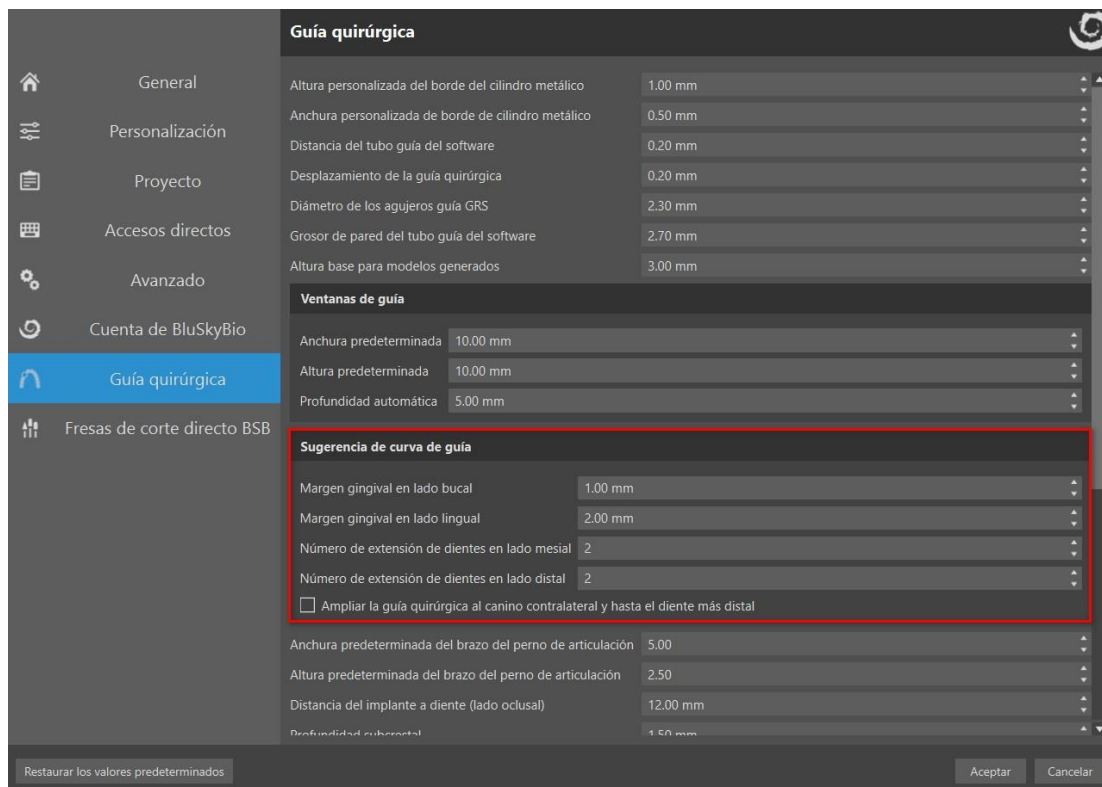 Guía quirúrgica
General
Personalización
Proyecto
Accesos directos
Avanzado
Cuenta de BluSkyBio
Guía quirúrgica
Fresas de corte directo BSB
Altura personalizada del borde del cilindro metálico 1.00 mm
Anchura personalizada de borde de cilindro metálico 0.50 mm
Distancia del tubo guía del software 0.20 mm
Desplazamiento de la guía quirúrgica 0.20 mm
Diámetro de los agujeros guía GRS 2.30 mm
Grosor de pared del tubo guía del software 2.70 mm
Altura base para modelos generados 3.00 mm
Ventanas de guía
Anchura predeterminada 10.00 mm
Altura predeterminada 10.00 mm
Profundidad automática 5.00 mm
Sugerencia de curva de guía
Margen gingival en lado bucal 1.00 mm
Margen gingival en lado lingual 2.00 mm
Número de extensión de dientes en lado mesial 2
Número de extensión de dientes en lado distal 2
Ampliar la guía quirúrgica al canino contralateral y hasta el diente más distal
Anchura predeterminada del brazo del perno de articulación 5.00
Altura predeterminada del brazo del perno de articulación 2.50
Distancia del implante a diente (lado oclusal) 12.00 mm
Profundidad subcrestal 1.50 mm
Restaurar los valores predeterminados
Aceptar
Cancelar